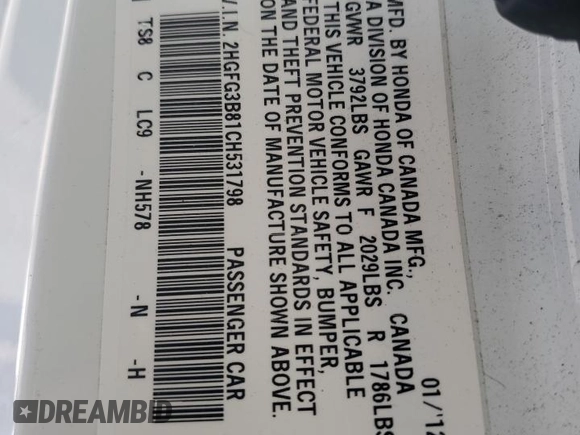 MFD. BY HONDA OF CANADA MFG.,
A DIVISION OF HONDA CANADA INC. CANADA 01/'12
GVWR 3792LBS GAWR F 2029LBS R 1786LBS
THIS VEHICLE CONFORMS TO ALL APPLICABLE
FEDERAL MOTOR VEHICLE SAFETY, BUMPER,
AND THEFT PREVENTION STANDARDS IN EFFECT
ON THE DATE OF MANUFACTURE SHOWN ABOVE.
V.I.N. 2HGFG3B81CH531798 PASSENGER CAR
TS8 C LC9 -NH578 -N -H
DREAMBID